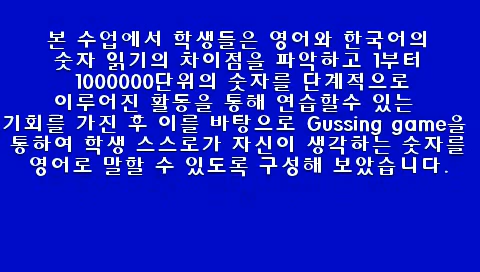 본 수업에서 학생들은 영어와 한국어의
숫자 읽기의 차이점을 파악하고 1부터
1000000단위의 숫자를 단계적으로
이루어진 활동을 통해 연습할수 있는
기회를 가진 후 이를 바탕으로 Gussing game을
통하여 학생 스스로가 자신이 생각하는 숫자를
영어로 말할 수 있도록 구성해 보았습니다.